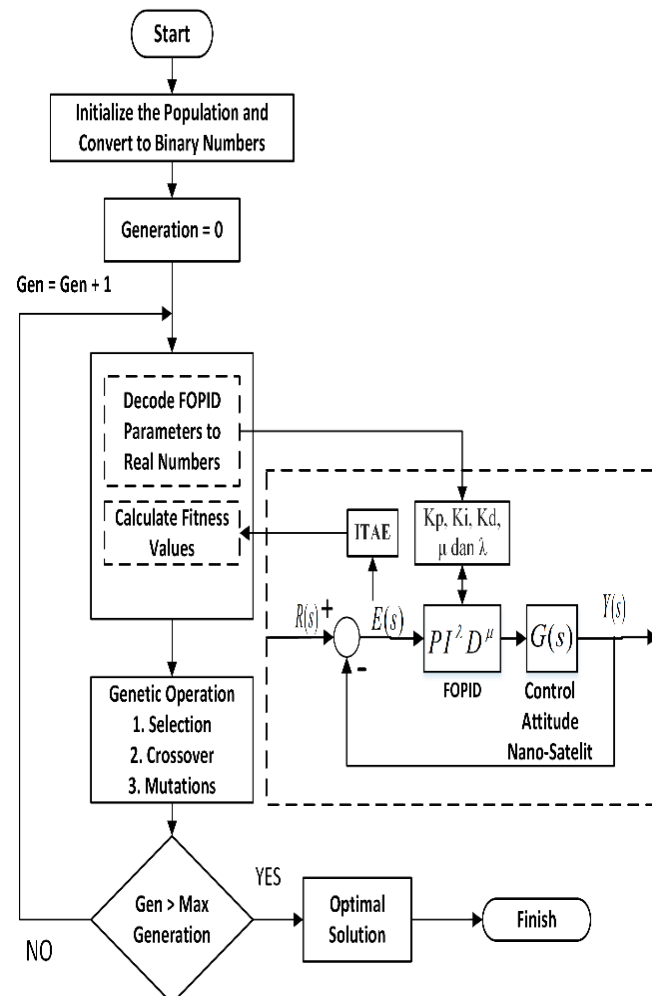 Start
Initialize the Population and
Convert to Binary Numbers
Generation = 0
Gen = Gen + 1
Decode FOPID
Parameters to
Real Numbers
Calculate Fitness
Values
ITAE
Kp, Ki, Kd,
μ dan λ
R(s)
+
E(s)
-
PI^λ D^μ
FOPID
G(s)
Y(s)
Control
Attitude
Nano-Satelit
Genetic Operation
1. Selection
2. Crossover
3. Mutations
Gen > Max
Generation
YES
NO
Optimal
Solution
Finish